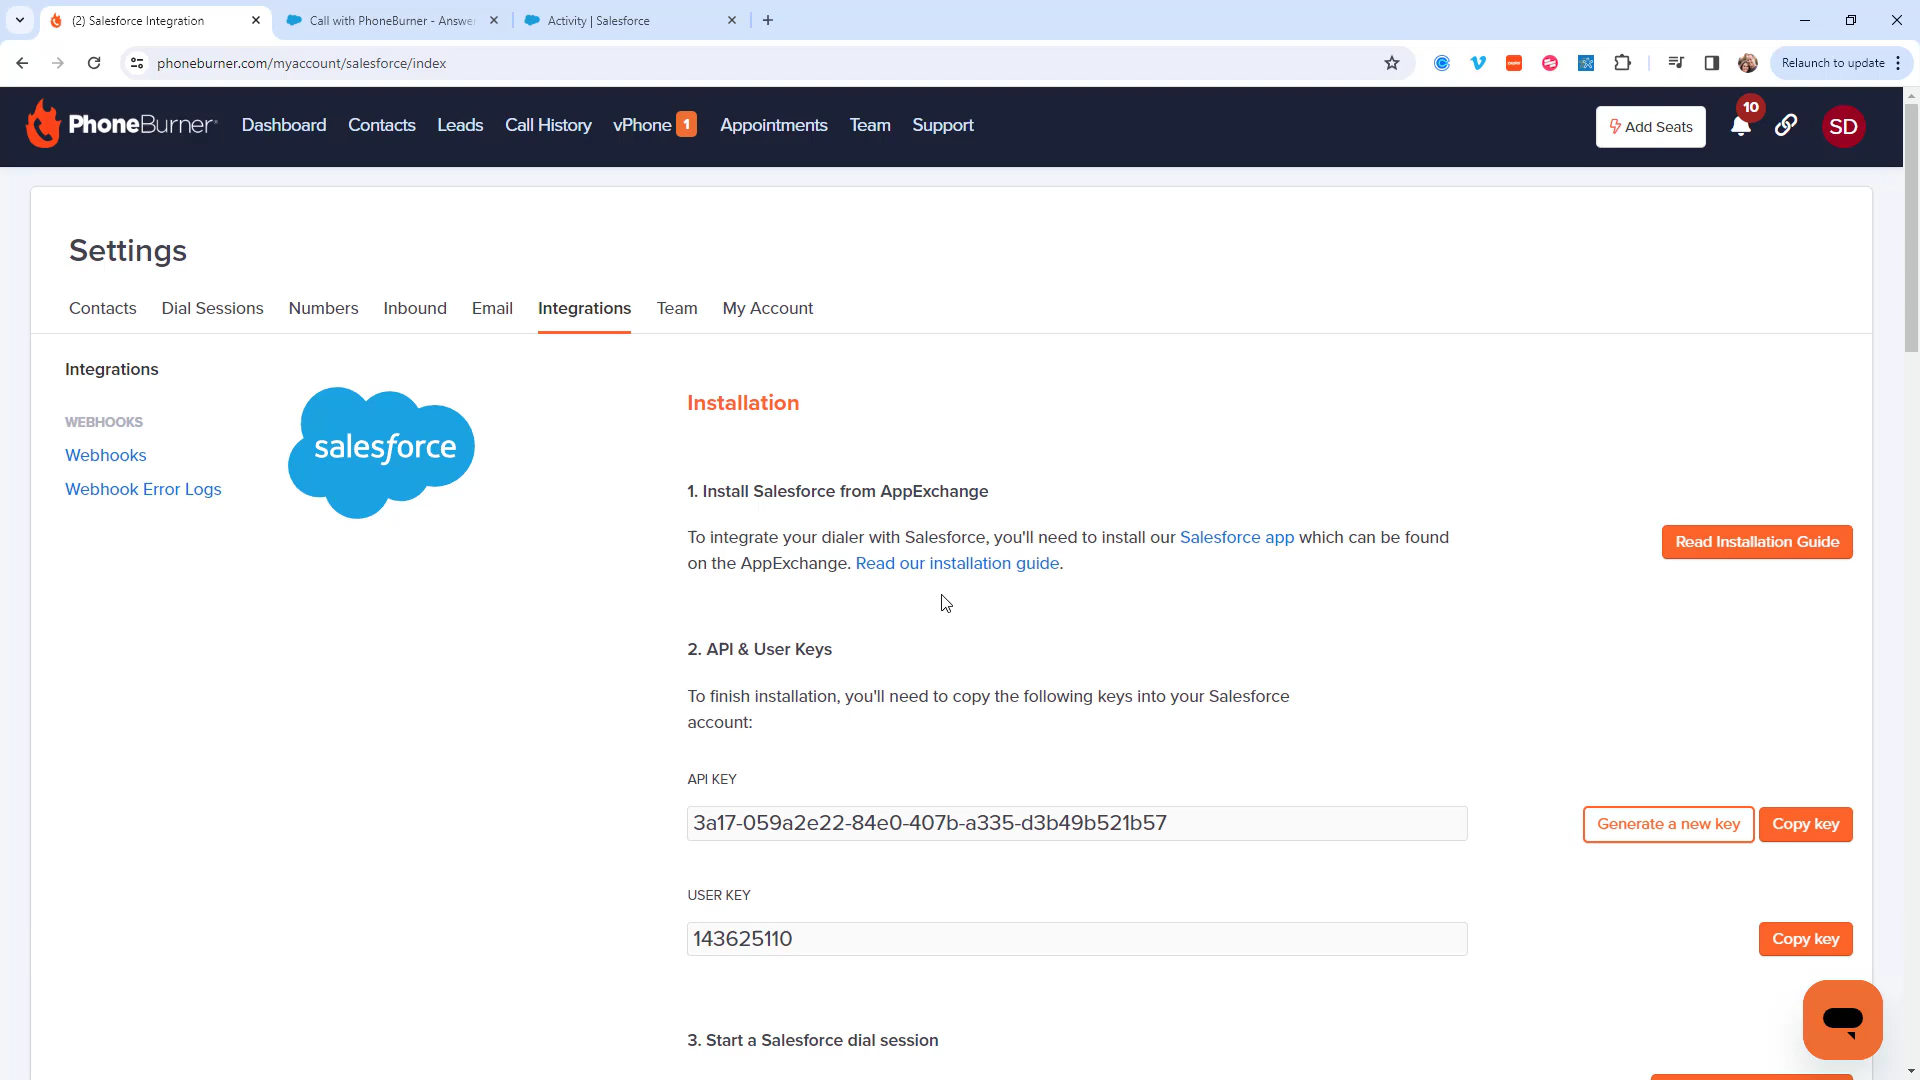 (2) Salesforce Integration
Call with PhoneBurner - Answe
Activity | Salesforce
phoneburner.com/myaccount/salesforce/index
Relaunch to update
PhoneBurner
Dashboard
Contacts
Leads
Call History
vPhone 1
Appointments
Team
Support
Add Seats
10
SD
Settings
Contacts
Dial Sessions
Numbers
Inbound
Email
Integrations
Team
My Account
Integrations
WEBHOOKS
Webhooks
Webhook Error Logs
salesforce
Installation
1. Install Salesforce from AppExchange
To integrate your dialer with Salesforce, you'll need to install our Salesforce app which can be found
on the AppExchange. Read our installation guide.
Read Installation Guide
2. API & User Keys
To finish installation, you'll need to copy the following keys into your Salesforce
account:
API KEY
3a17-059a2e22-84e0-407b-a335-d3b49b521b57
Generate a new key
Copy key
USER KEY
143625110
Copy key
3. Start a Salesforce dial session